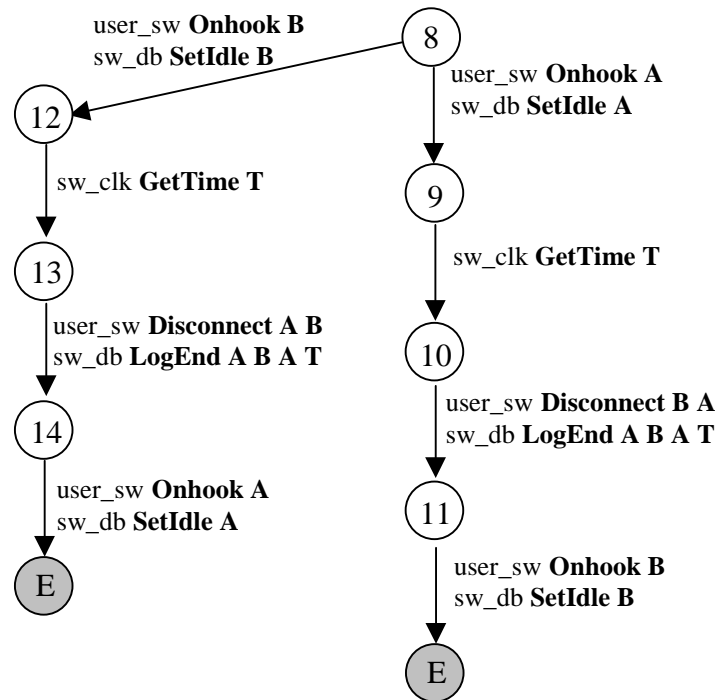 user_sw Onhook B
sw_db SetIdle B
8
user_sw Onhook A
sw_db SetIdle A
12
sw_clk GetTime T
9
sw_clk GetTime T
13
user_sw Disconnect A B
sw_db LogEnd A B A T
10
user_sw Disconnect B A
sw_db LogEnd A B A T
14
user_sw Onhook A
sw_db SetIdle A
11
user_sw Onhook B
sw_db SetIdle B
E
E